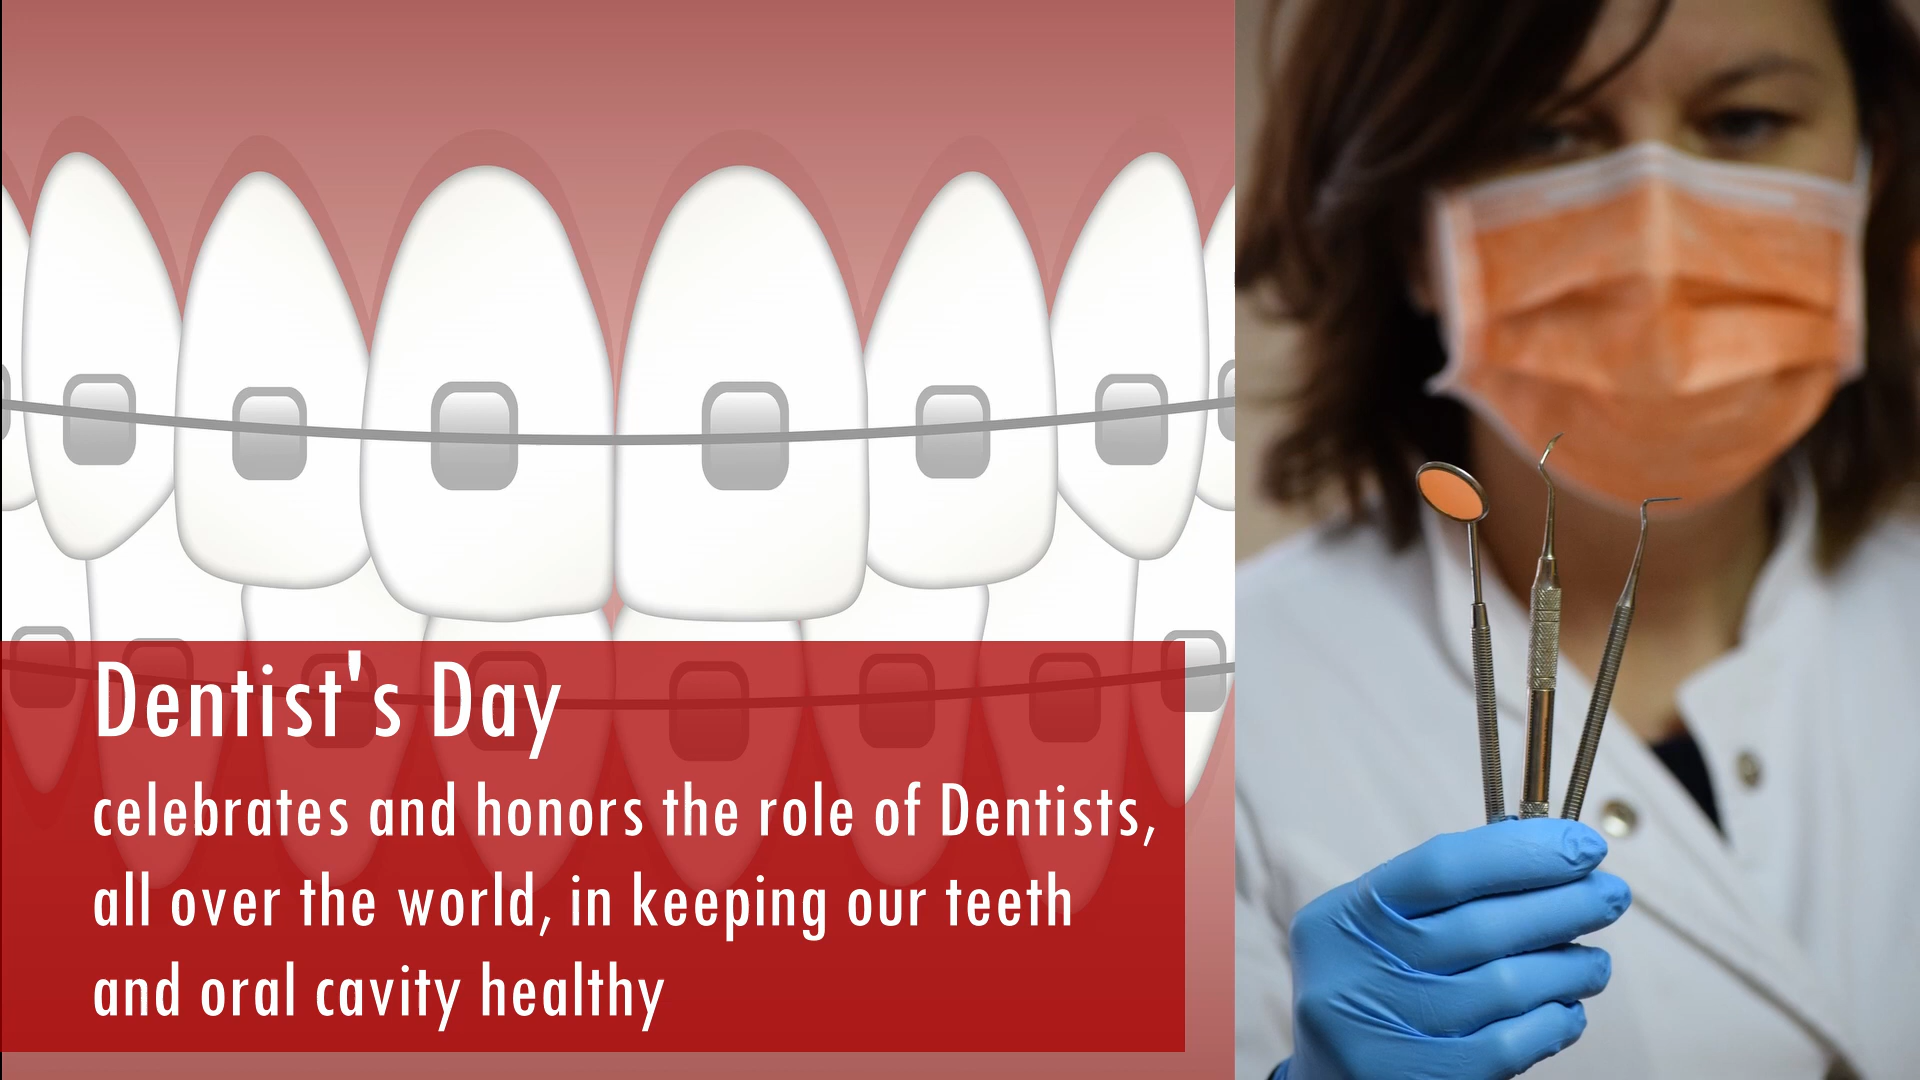 Dentist's Day
celebrates and honors the role of Dentists,
all over the world, in keeping our teeth
and oral cavity healthy